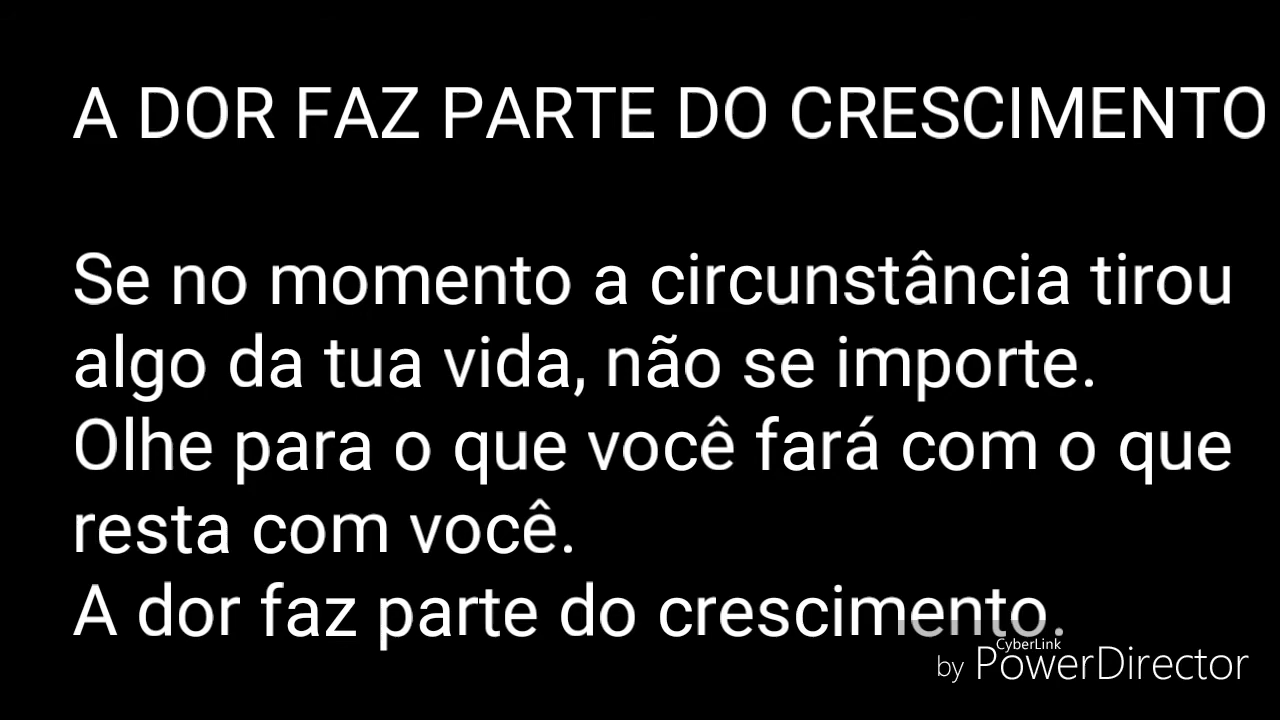 A DOR FAZ PARTE DO CRESCIMENTO
Se no momento a circunstância tirou
algo da tua vida, não se importe.
Olhe para o que você fará com o que
resta com você.
A dor faz parte do crescimento.
CyberLink
by PowerDirector